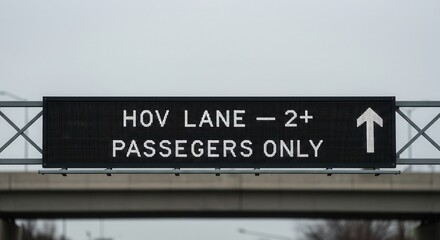 HOV LANE — 2+
PASSEGERS ONLY